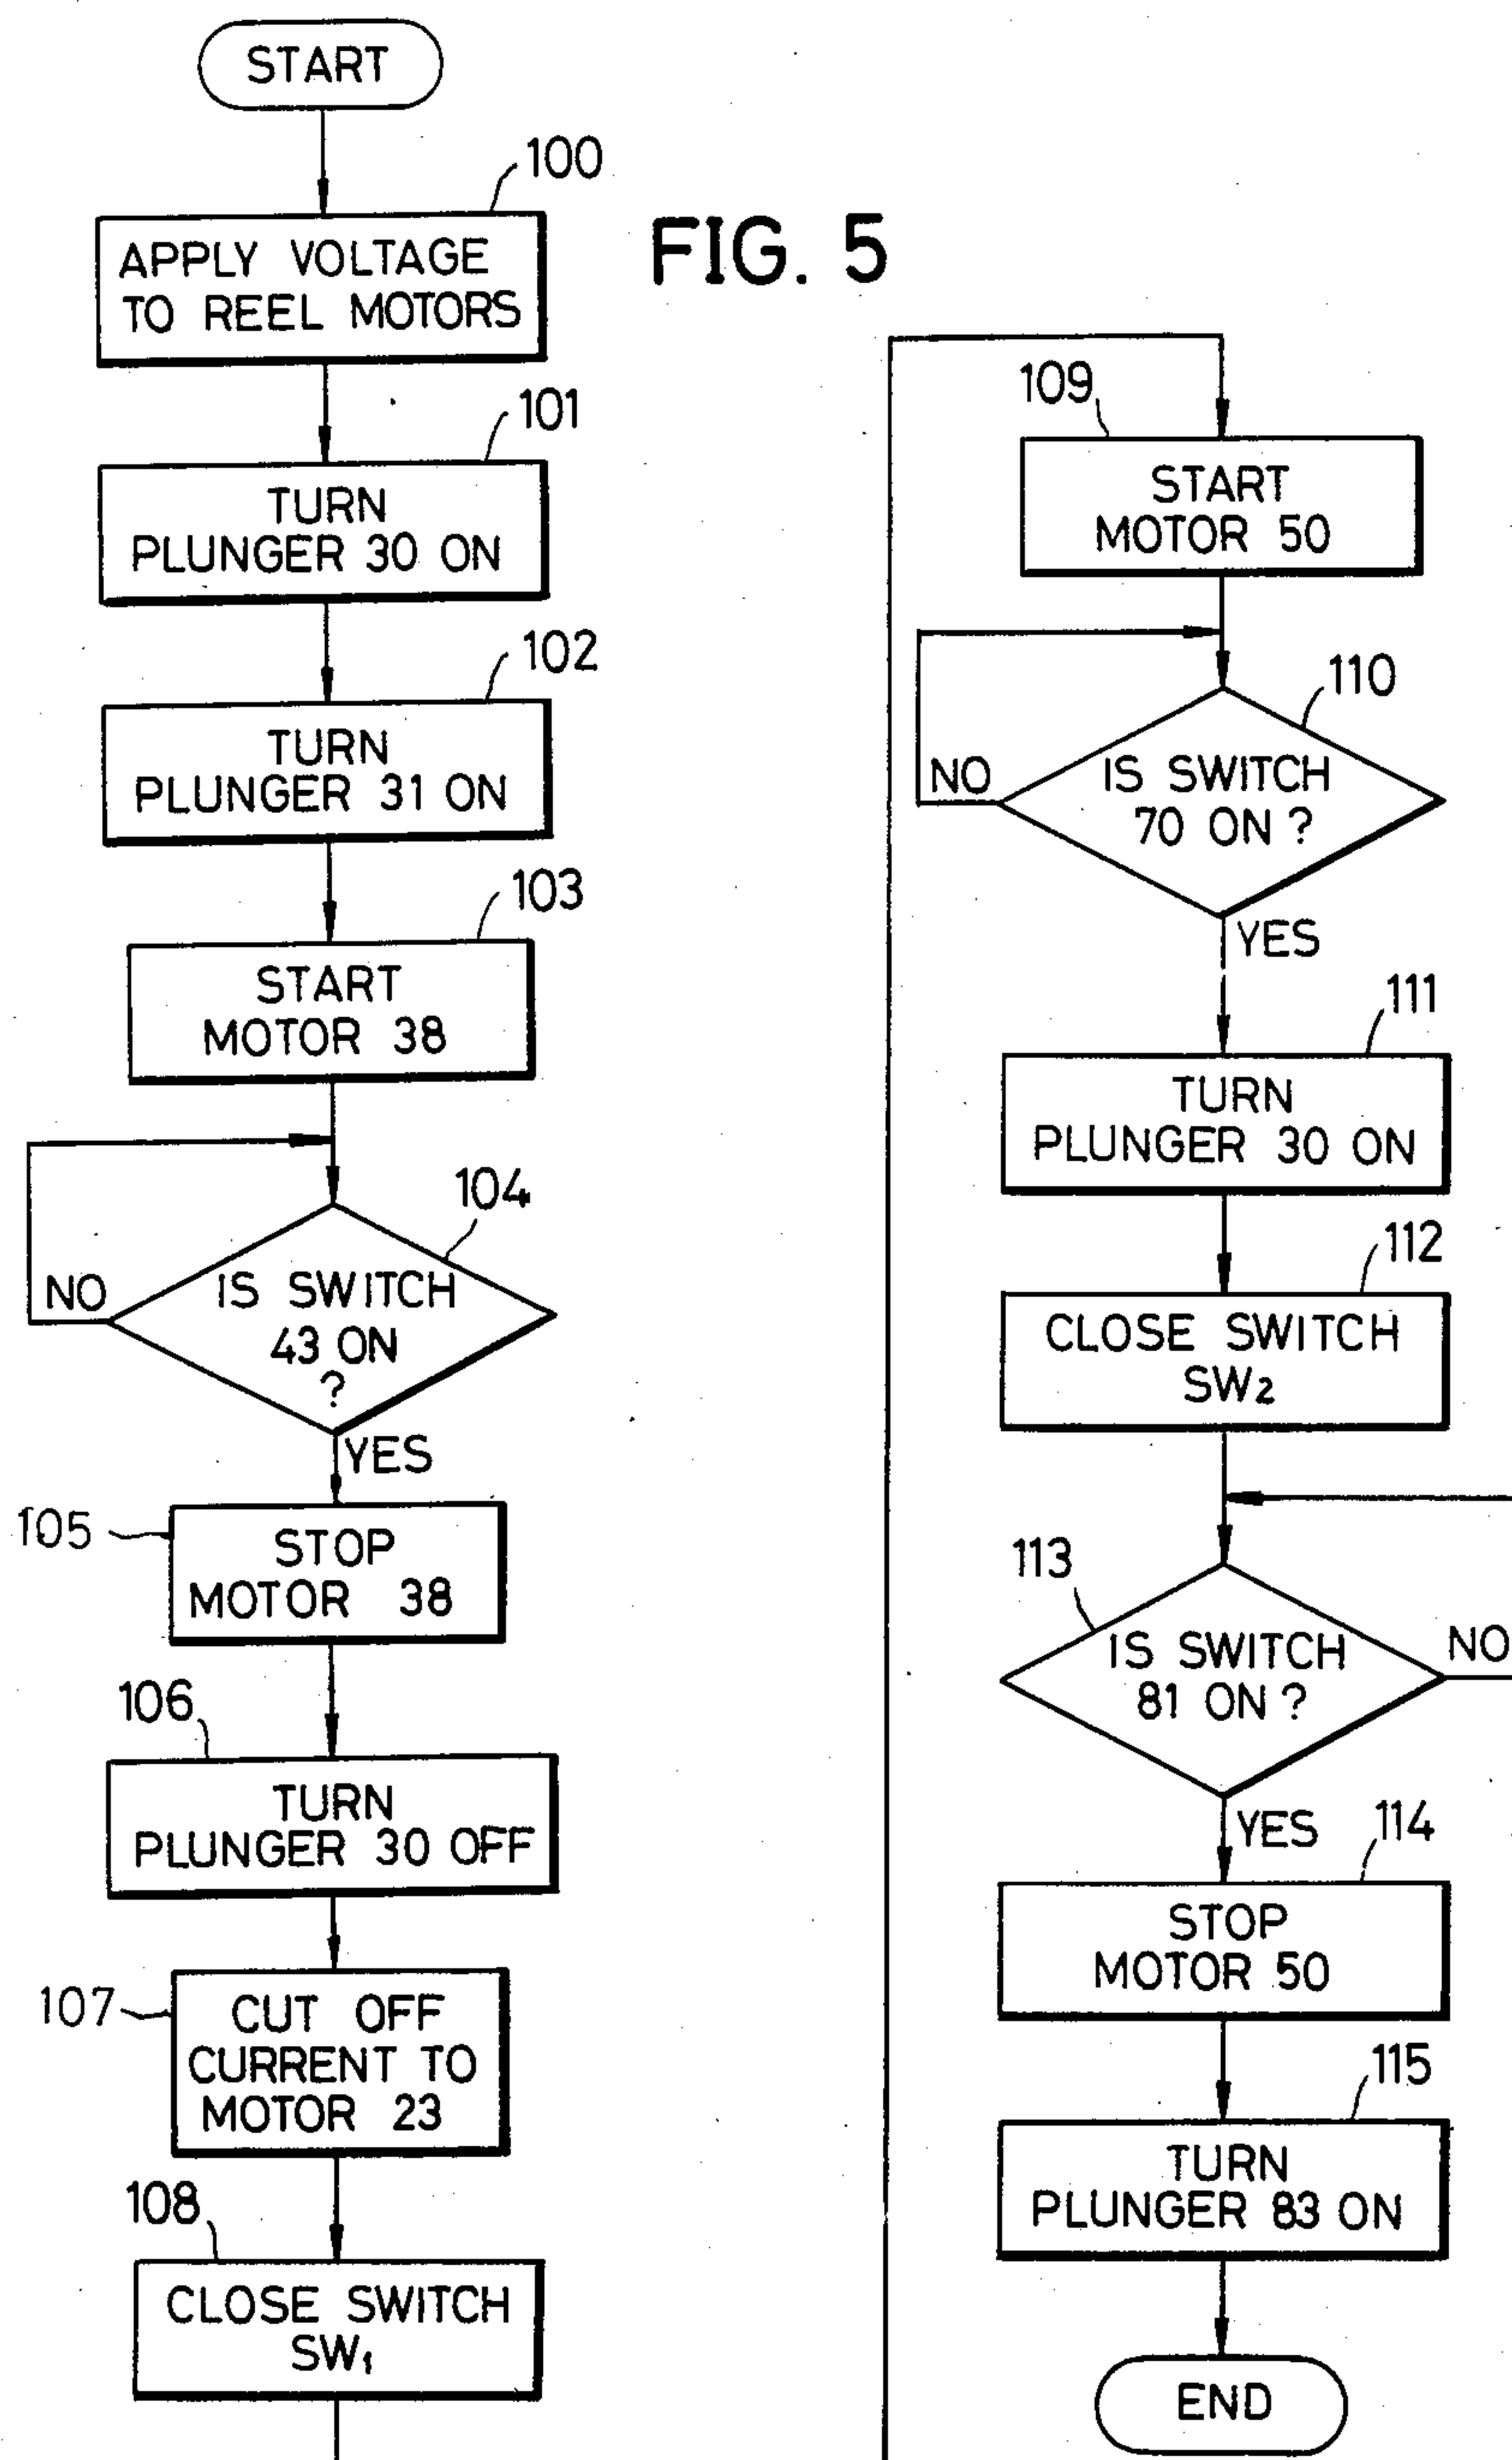 START
100
APPLY VOLTAGE
TO REEL MOTORS
101
TURN
PLUNGER 30 ON
102
TURN
PLUNGER 31 ON
103
START
MOTOR 38
104
IS SWITCH
43 ON
?
NO
YES
105
STOP
MOTOR 38
106
TURN
PLUNGER 30 OFF
107
CUT OFF
CURRENT TO
MOTOR 23
108
CLOSE SWITCH
SW1
FIG. 5
109
START
MOTOR 50
110
IS SWITCH
70 ON ?
NO
YES
111
TURN
PLUNGER 30 ON
112
CLOSE SWITCH
SW2
113
IS SWITCH
81 ON ?
NO
YES
114
STOP
MOTOR 50
115
TURN
PLUNGER 83 ON
END